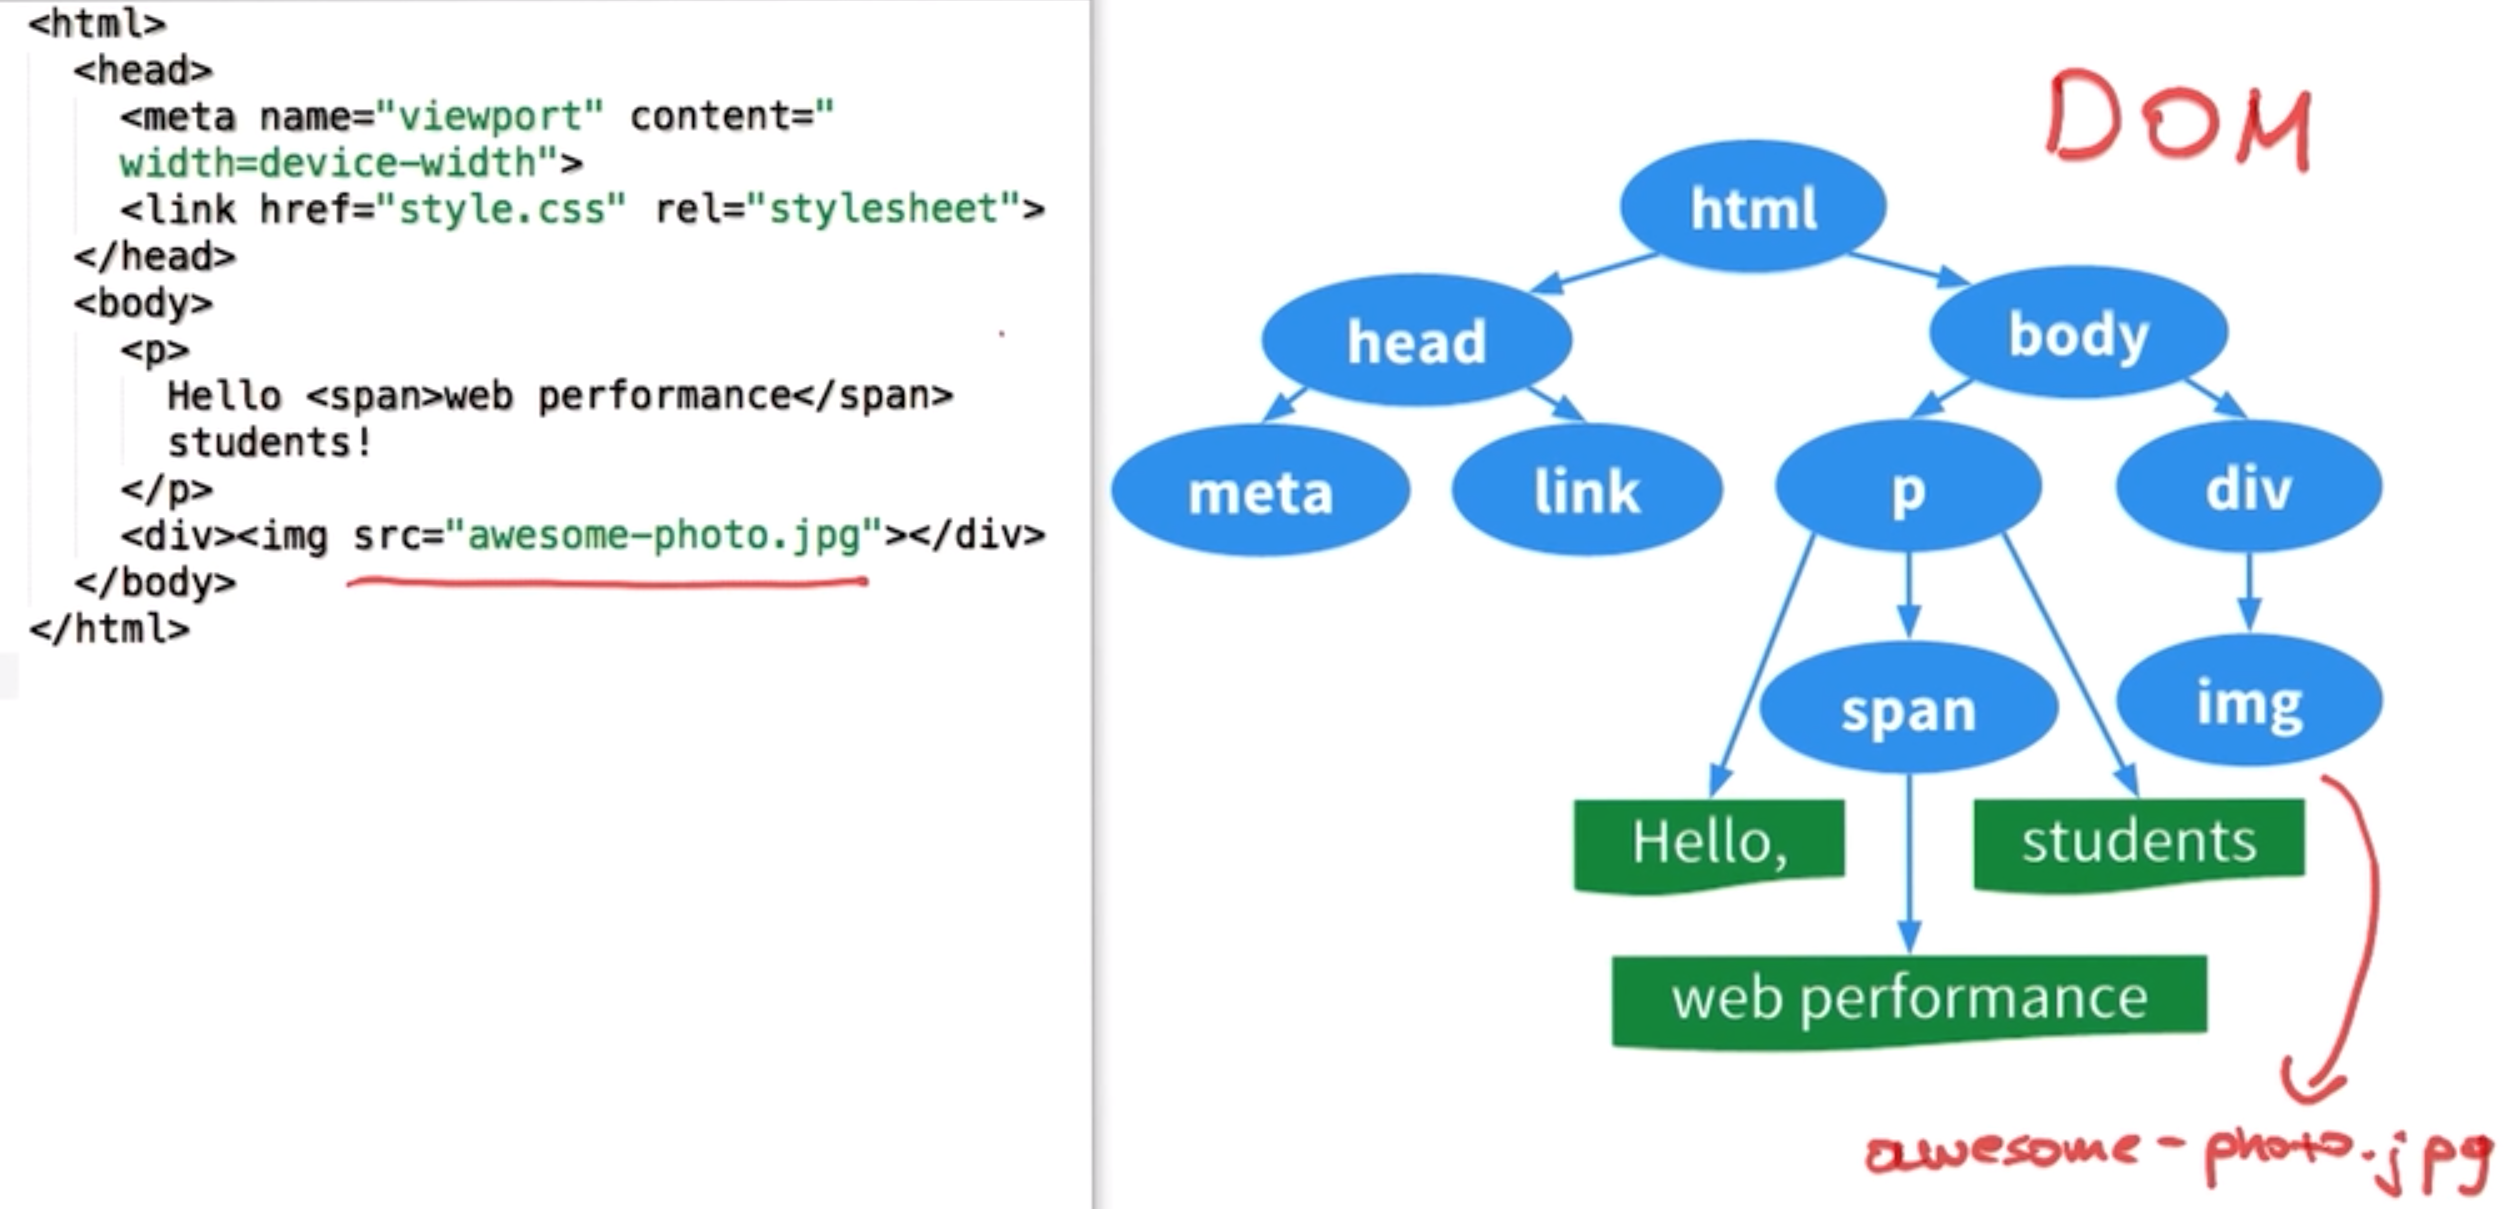 <html>
<head>
<meta name="viewport" content="
width=device-width">
<link href="style.css" rel="stylesheet">
</head>
<body>
<p>
Hello <span>web performance</span>
students!
</p>
<div><img src="awesome-photo.jpg"></div>
</body>
</html>
DOM
html
head
body
meta
link
p
div
span
img
Hello,
students
web performance
awesome-photo.jpg